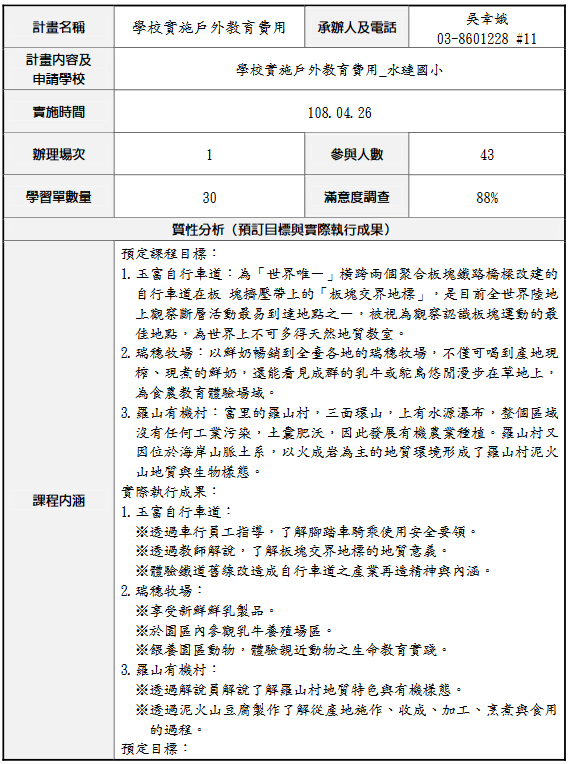 計畫名稱 學校實施戶外教育費用 承辦人及電話 吳幸娥
03-8601228 #11
計畫內容及
申請學校 學校實施戶外教育費用_水璉國小
實施時間 108.04.26
辦理場次 1 參與人數 43
學習單數量 30 滿意度調查 88%
質性分析（預訂目標與實際執行成果）
課程內涵
預定課程目標：
1. 玉富自行車道：為「世界唯一」橫跨兩個聚合板塊鐵路橋樑改建的
自行車道在板 塊擠壓帶上的「板塊交界地標」，是目前全世界陸地
上觀察斷層活動最易到達地點之一，被視為觀察認識板塊運動的最
佳地點，為世界上不可多得天然地質教室。
2. 瑞穗牧場：以鮮奶暢銷到全臺各地的瑞穗牧場，不僅可喝到產地現
榨、現煮的鮮奶，還能看見成群的乳牛或鴕鳥悠閒漫步在草地上，
為食農教育體驗場域。
3. 羅山有機村：富里的羅山村，三面環山，上有水源瀑布，整個區域
沒有任何工業污染，土壤肥沃，因此發展有機農業種植。羅山村又
因位於海岸山脈土系，以火成岩為主的地質環境形成了羅山村泥火
山地質與生物樣態。
實際執行成果：
1. 玉富自行車道：
※透過車行員工指導，了解腳踏車騎乘使用安全要領。
※透過教師解說，了解板塊交界地標的地質意義。
※體驗鐵道舊線改造成自行車道之產業再造精神與內涵。
2. 瑞穗牧場：
※享受新鮮鮮乳製品。
※於園區內參觀乳牛養殖場區。
※餵養園區動物，體驗親近動物之生命教育實踐。
3. 羅山有機村：
※透過解說員解說了解羅山村地質特色與有機樣態。
※透過泥火山豆腐製作了解從產地施作、收成、加工、烹煮與食用
的過程。
預定目標：